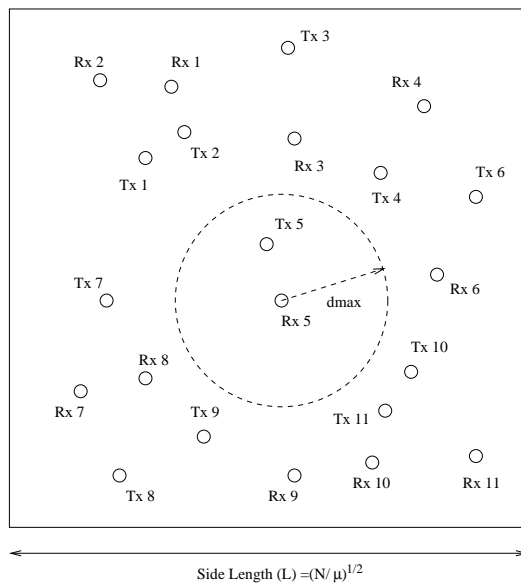 Tx 3
Rx 2
Rx 1
Rx 4
Tx 2
Rx 3
Tx 1
Tx 4
Tx 6
Tx 5
Tx 7
Rx 6
dmax
Rx 5
Tx 10
Rx 8
Rx 7
Tx 9
Tx 11
Tx 8
Rx 9
Rx 10
Rx 11
Side Length (L) =(N/ μ)^1/2